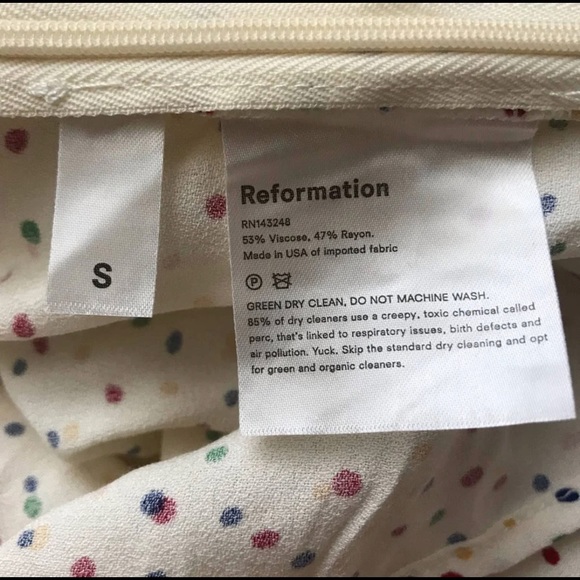 S
Reformation
RN143248
53% Viscose, 47% Rayon.
Made in USA of imported fabric
P
GREEN DRY CLEAN, DO NOT MACHINE WASH.
85% of dry cleaners use a creepy, toxic chemical called
perc, that's linked to respiratory issues, birth defects and
air pollution. Yuck. Skip the standard dry cleaning and opt
for green and organic cleaners.